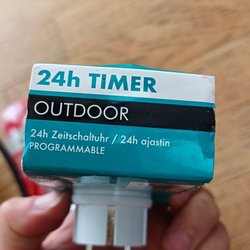 24h TIMER
OUTDOOR
24h Zeitschaltuhr / 24h ajastin
PROGRAMMABLE